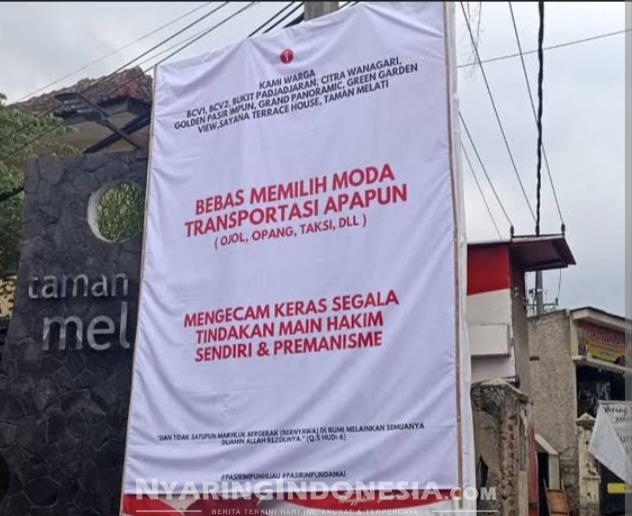 KAMI WARGA
BCV1, BCV2, BUKIT PADJADJARAN, CITRA WANAGARI,
GOLDEN PASIR IMPUN, GRAND PANORAMIC, GREEN GARDEN
VIEW,SAYANA TERRACE HOUSE, TAMAN MELATI
BEBAS MEMILIH MODA
TRANSPORTASI APAPUN
( OJOL, OPANG, TAKSI, DLL )
MENGECAM KERAS SEGALA
TINDAKAN MAIN HAKIM
SENDIRI & PREMANISME
"DAN TIDAK SATUPUN MAKHLUK BERGERAK (BERNYAWA) DI BUMI MELAINKAN SEMUANYA
DIJAMIN ALLAH REZEKINYA." (Q.S HUD: 6)
#PASIRIMPUNHIJAU #PASIRIMPUNDAMAI
taman
mel
NYARINGINDONESIA.COM
BERITA TERKINI HARI INI, AKURAT & TERPERCAYA